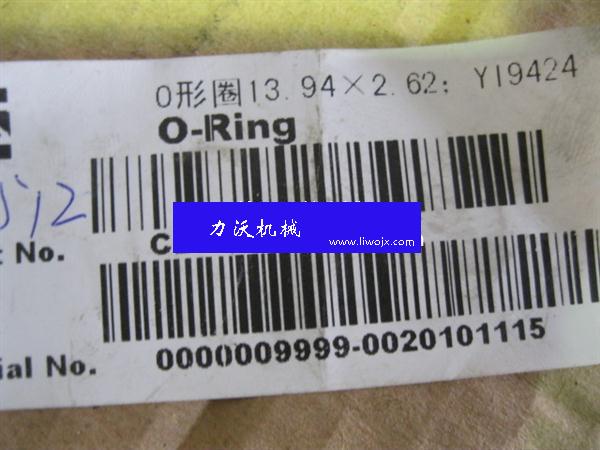 O形圈13.94×2.62; YI9424
O-Ring
力沃机械
www.liwojx.com
No.
No.
0000009999-0020101115